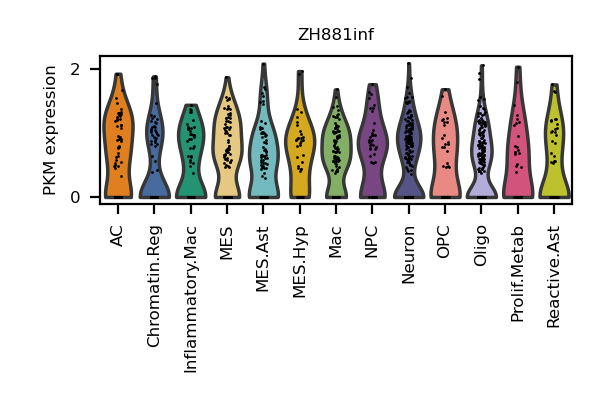 ZH881inf
PKM expression
2
0
AC
Chromatin.Reg
Inflammatory.Mac
MES
MES.Ast
MES.Hyp
Mac
NPC
Neuron
OPC
Oligo
Prolif.Metab
Reactive.Ast